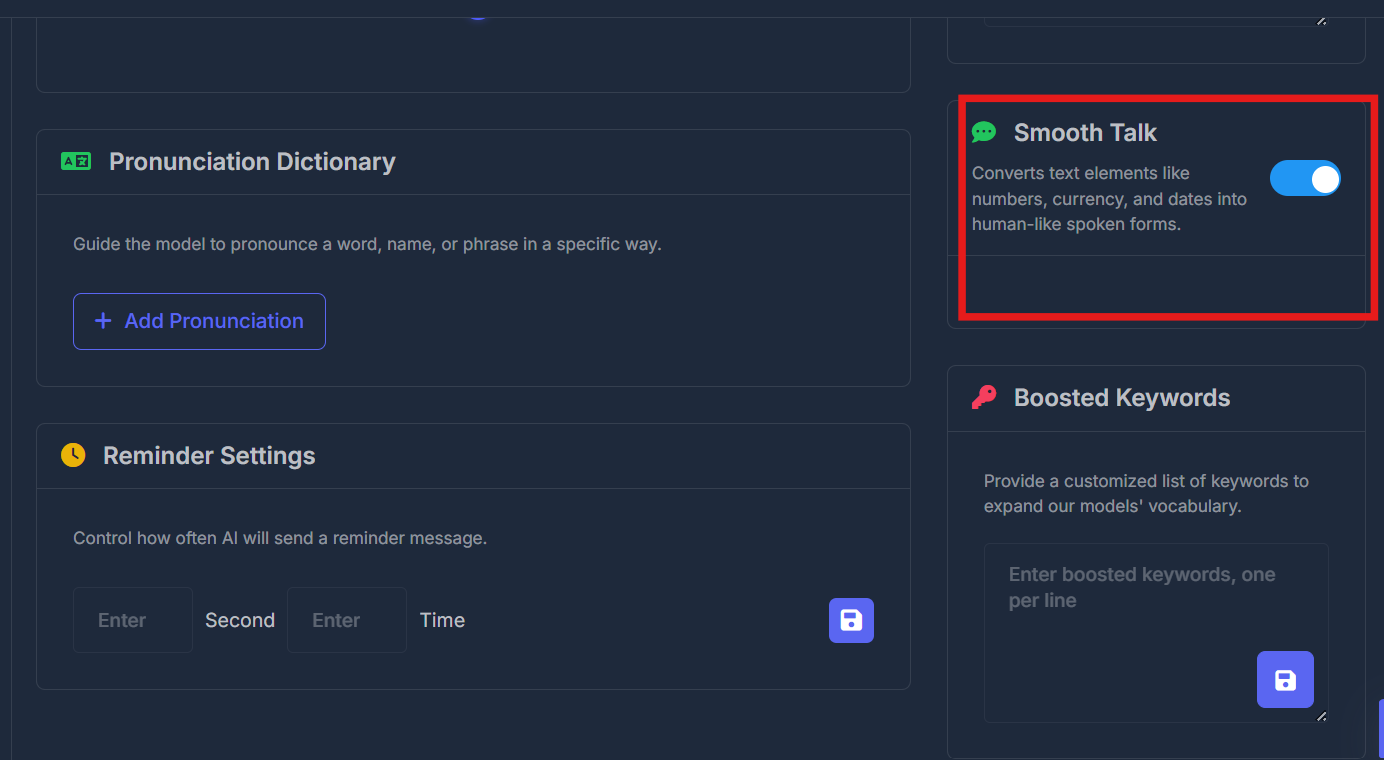 Pronunciation Dictionary
Guide the model to pronounce a word, name, or phrase in a specific way.
+ Add Pronunciation
Reminder Settings
Control how often AI will send a reminder message.
Enter Second Enter Time
Smooth Talk
Converts text elements like
numbers, currency, and dates into
human-like spoken forms.
Boosted Keywords
Provide a customized list of keywords to
expand our models' vocabulary.
Enter boosted keywords, one
per line